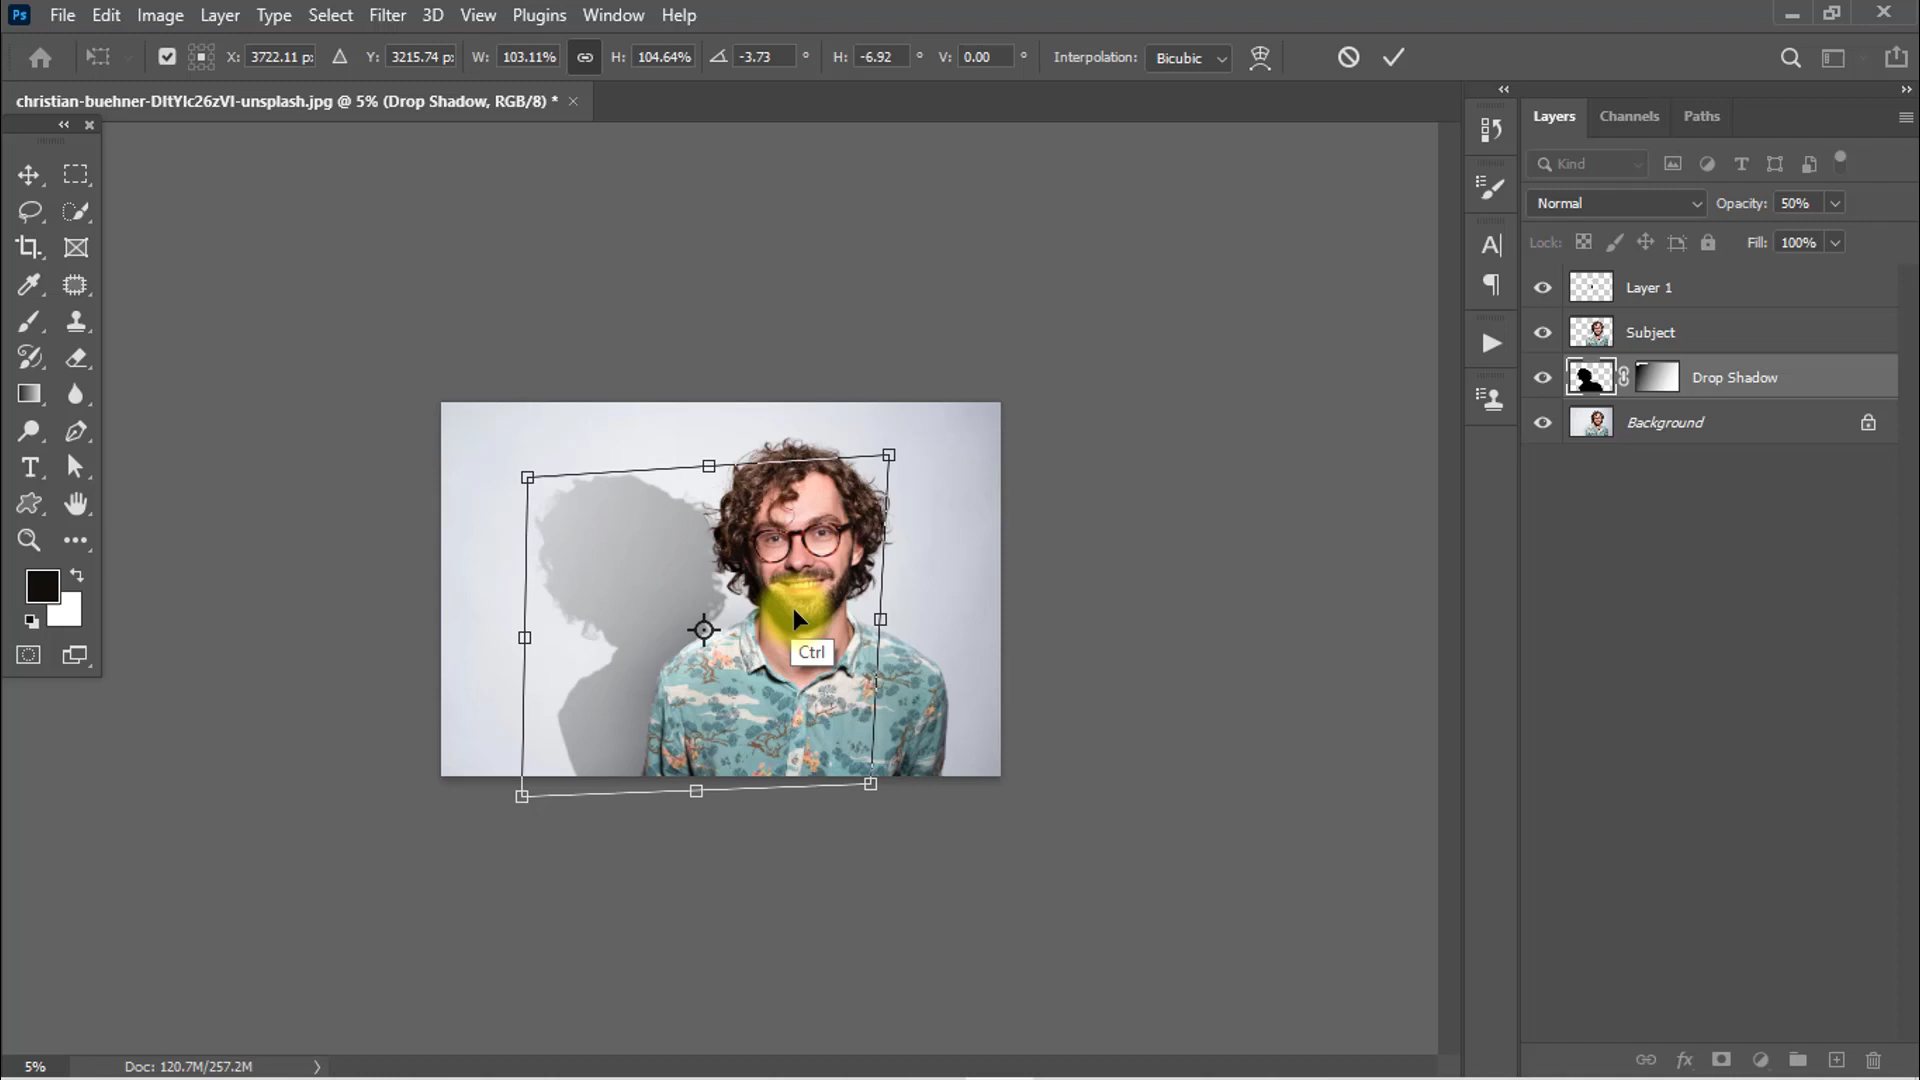 Ps File Edit Image Layer Type Select Filter 3D View Plugins Window Help
X: 3722.11 p: Y: 3215.74 p: W: 103.11% H: 104.64% -3.73 ° H: -6.92 ° V: 0.00 ° Interpolation: Bicubic
christian-buehner-DItYlc26zVI-unsplash.jpg @ 5% (Drop Shadow, RGB/8) *
Layers Channels Paths
Kind
Normal Opacity: 50%
Lock: Fill: 100%
Layer 1
Subject
Drop Shadow
Background
Ctrl
5% Doc: 120.7M/257.2M